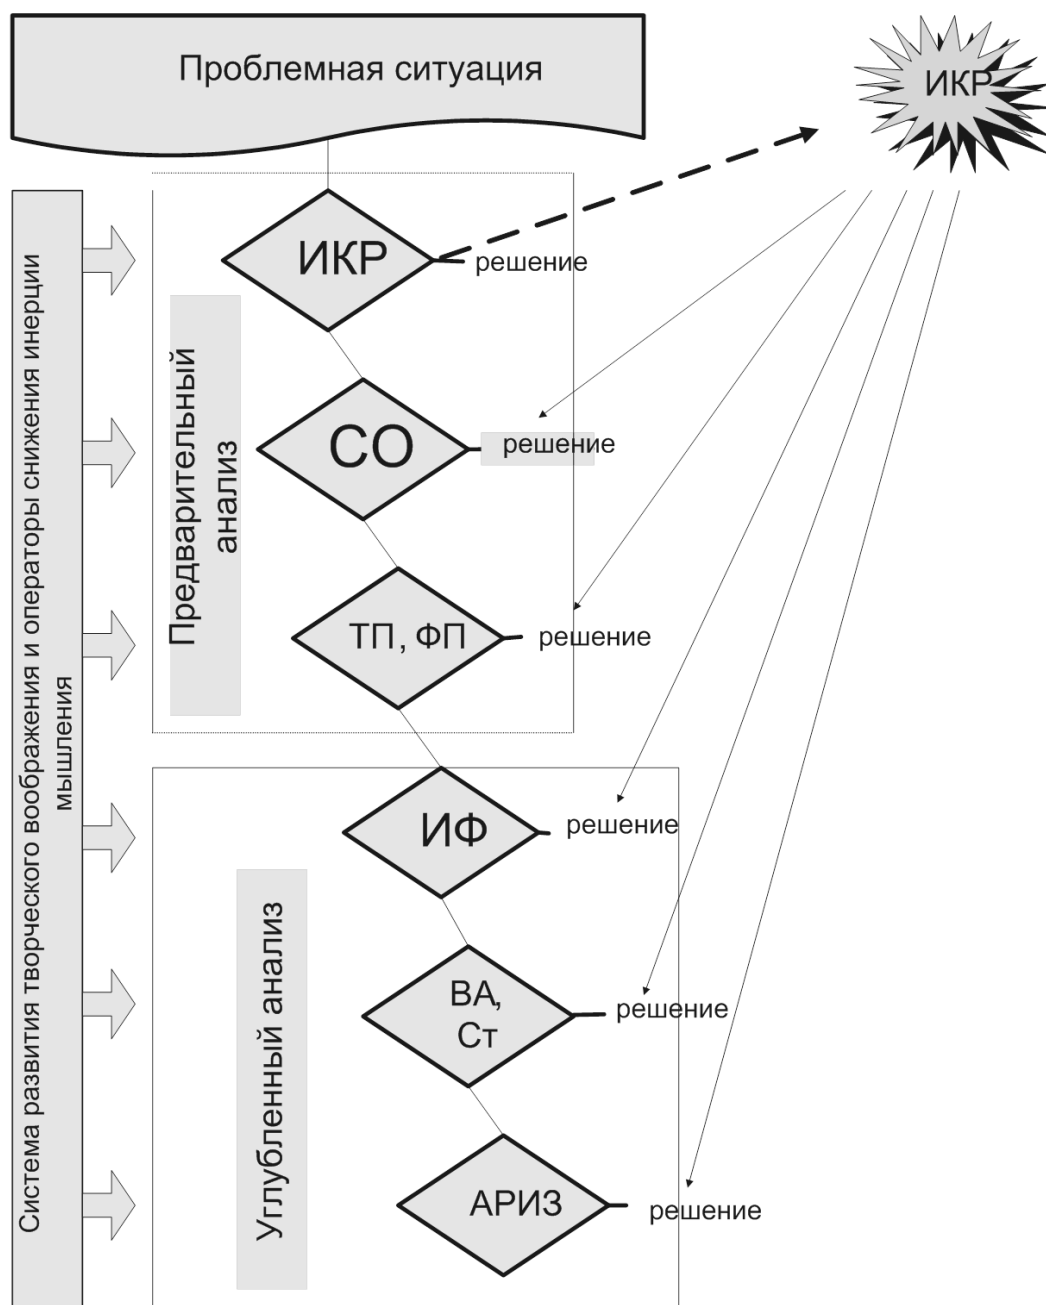 Проблемная ситуация
ИКР
ИКР
решение
СО
решение
ТП, ФП
решение
Предварительный
анализ
ИФ
решение
ВА,
Ст
решение
АРИЗ
решение
Углубленный анализ
Система развития творческого воображения и операторы снижения инерции
мышления